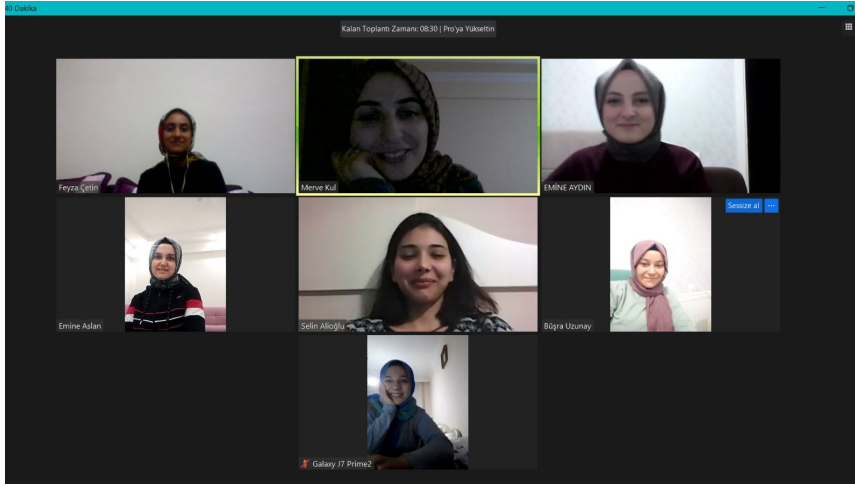 40 Dakika
Kalan Toplantı Zamanı: 08:30 | Pro'ya Yükseltin
Feyza Çetin
Merve Kul
EMİNE AYDIN
Sessize al
Emine Aslan
Selin Alioğlu
Büşra Uzunay
Galaxy J7 Prime2